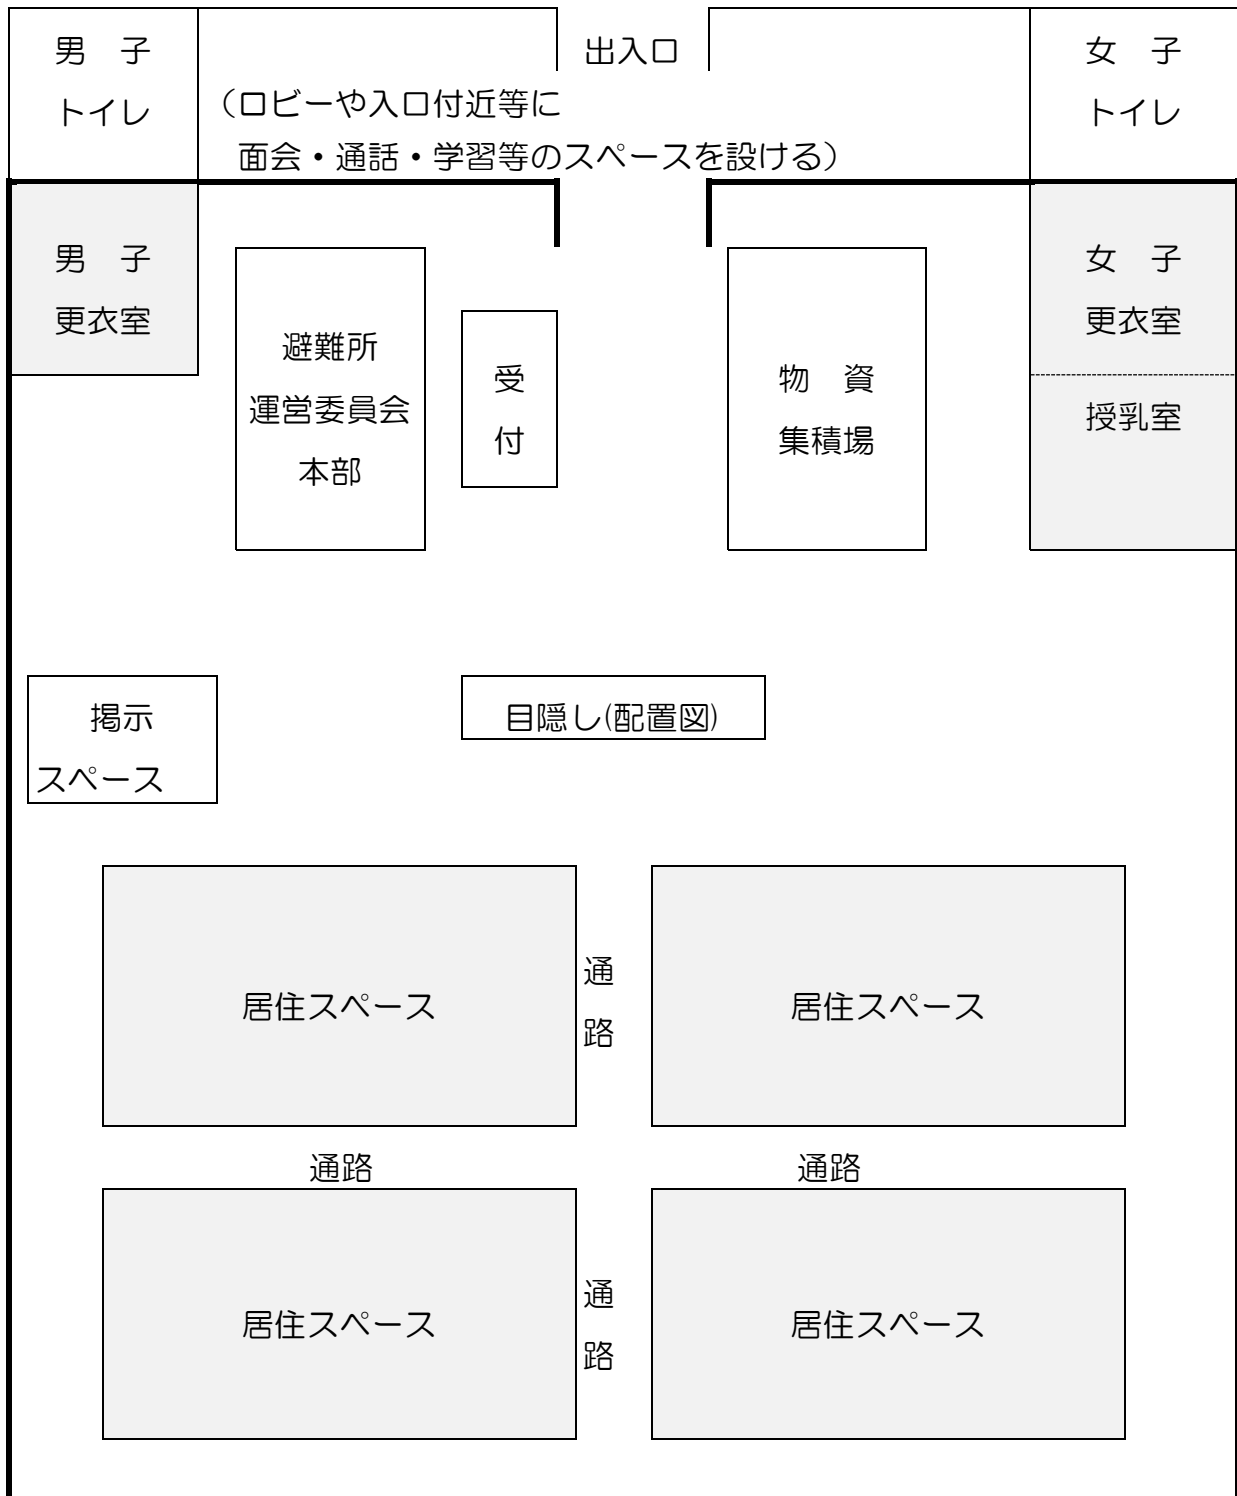 男　子
トイレ
出入口
女　子
トイレ
（ロビーや入口付近等に
面会・通話・学習等のスペースを設ける）
男　子
更衣室
避難所
運営委員会
本部
受
付
物　資
集積場
女　子
更衣室
授乳室
掲示
スペース
目隠し(配置図)
居住スペース
通
路
居住スペース
通路
通路
居住スペース
通
路
居住スペース